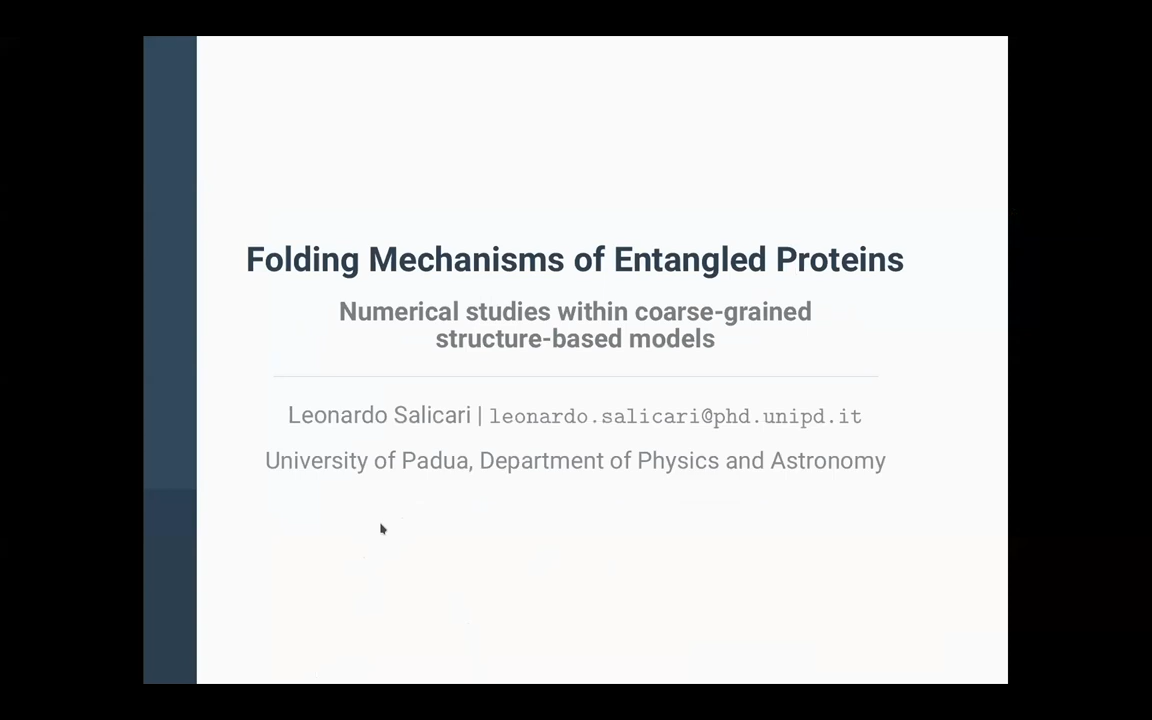 Folding Mechanisms of Entangled Proteins
Numerical studies within coarse-grained
structure-based models
Leonardo Salicari | leonardo.salicari@phd.unipd.it
University of Padua, Department of Physics and Astronomy